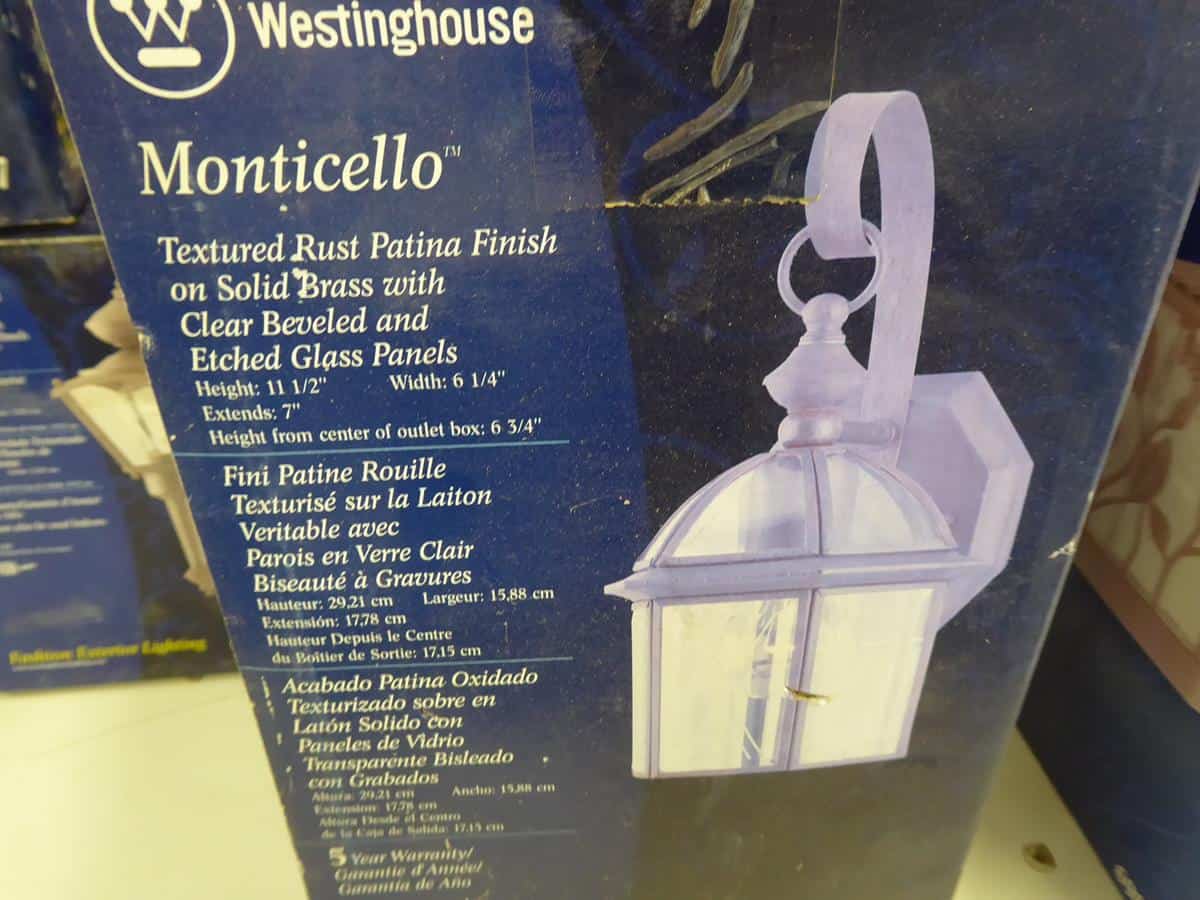 Westinghouse
Monticello™
Textured Rust Patina Finish
on Solid Brass with
Clear Beveled and
Etched Glass Panels
Height: 11 1/2" Width: 6 1/4"
Extends: 7"
Height from center of outlet box: 6 3/4"
Fini Patine Rouille
Texturisé sur la Laiton
Veritable avec
Parois en Verre Clair
Biseauté à Gravures
Hauteur: 29,21 cm Largeur: 15,88 cm
Extensión: 17,78 cm
Hauteur Depuis le Centre
du Boîtier de Sortie: 17,15 cm
Acabado Patina Oxidado
Texturizado sobre en
Latón Solido con
Paneles de Vidrio
Transparente Bisleado
con Grabados
Altura: 29,21 cm Ancho: 15,88 cm
Extension: 17,78 cm
Altura Desde el Centro
de la Caja de Salida: 17,15 cm
5 Year Warranty/
Garantie d'Année/
Garantía de Año
Exterior Lighting